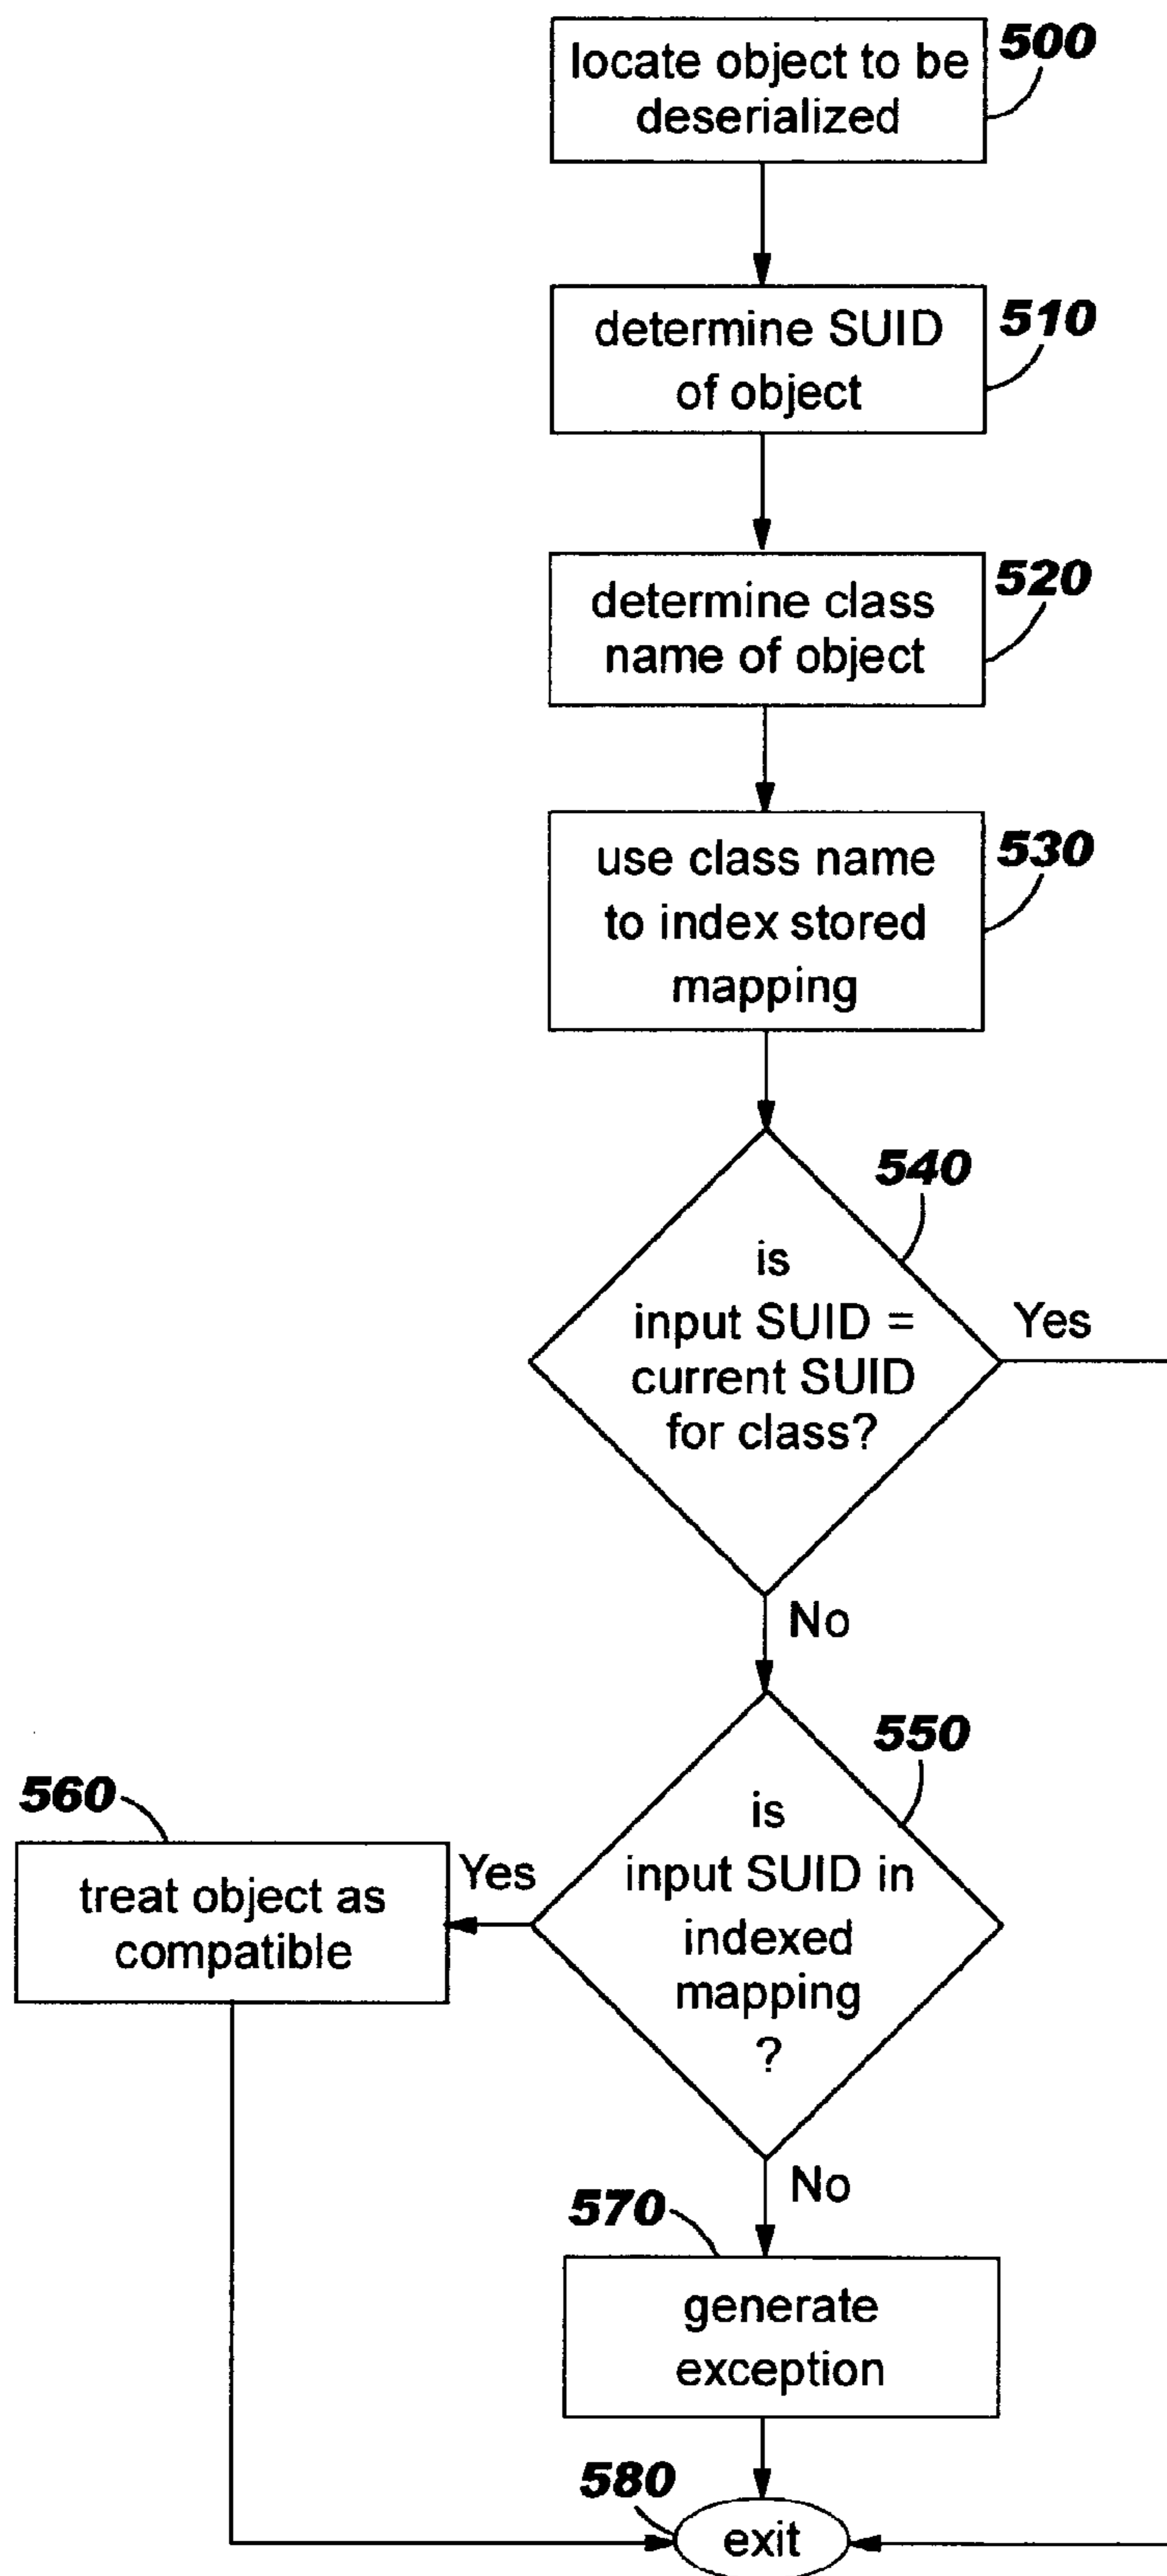 locate object to be
deserialized
500
determine SUID
of object
510
determine class
name of object
520
use class name
to index stored
mapping
530
540
is
input SUID =
current SUID
for class?
Yes
No
550
is
input SUID in
indexed
mapping
?
Yes
560
treat object as
compatible
No
570
generate
exception
580
exit